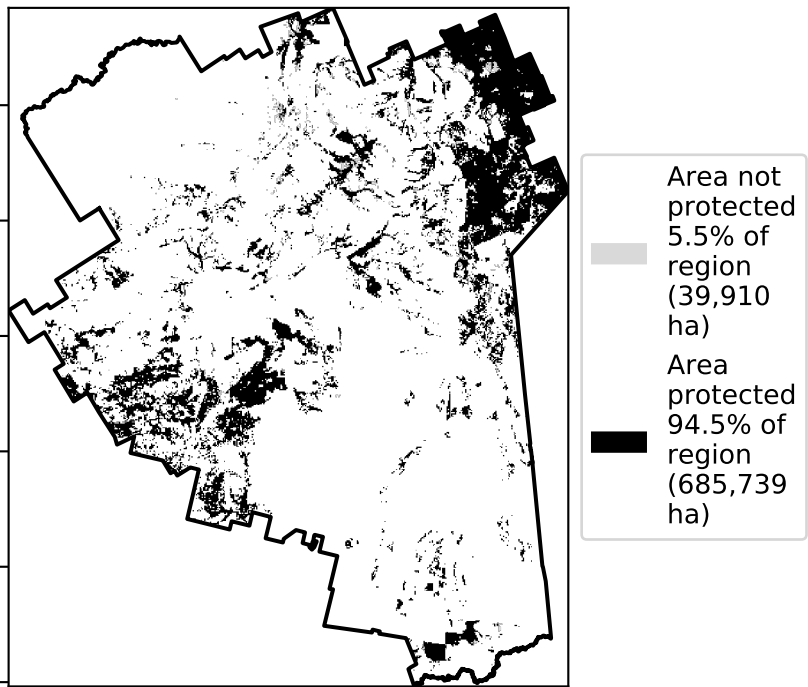 Area not
protected
5.5% of
region
(39,910
ha)
Area
protected
94.5% of
region
(685,739
ha)